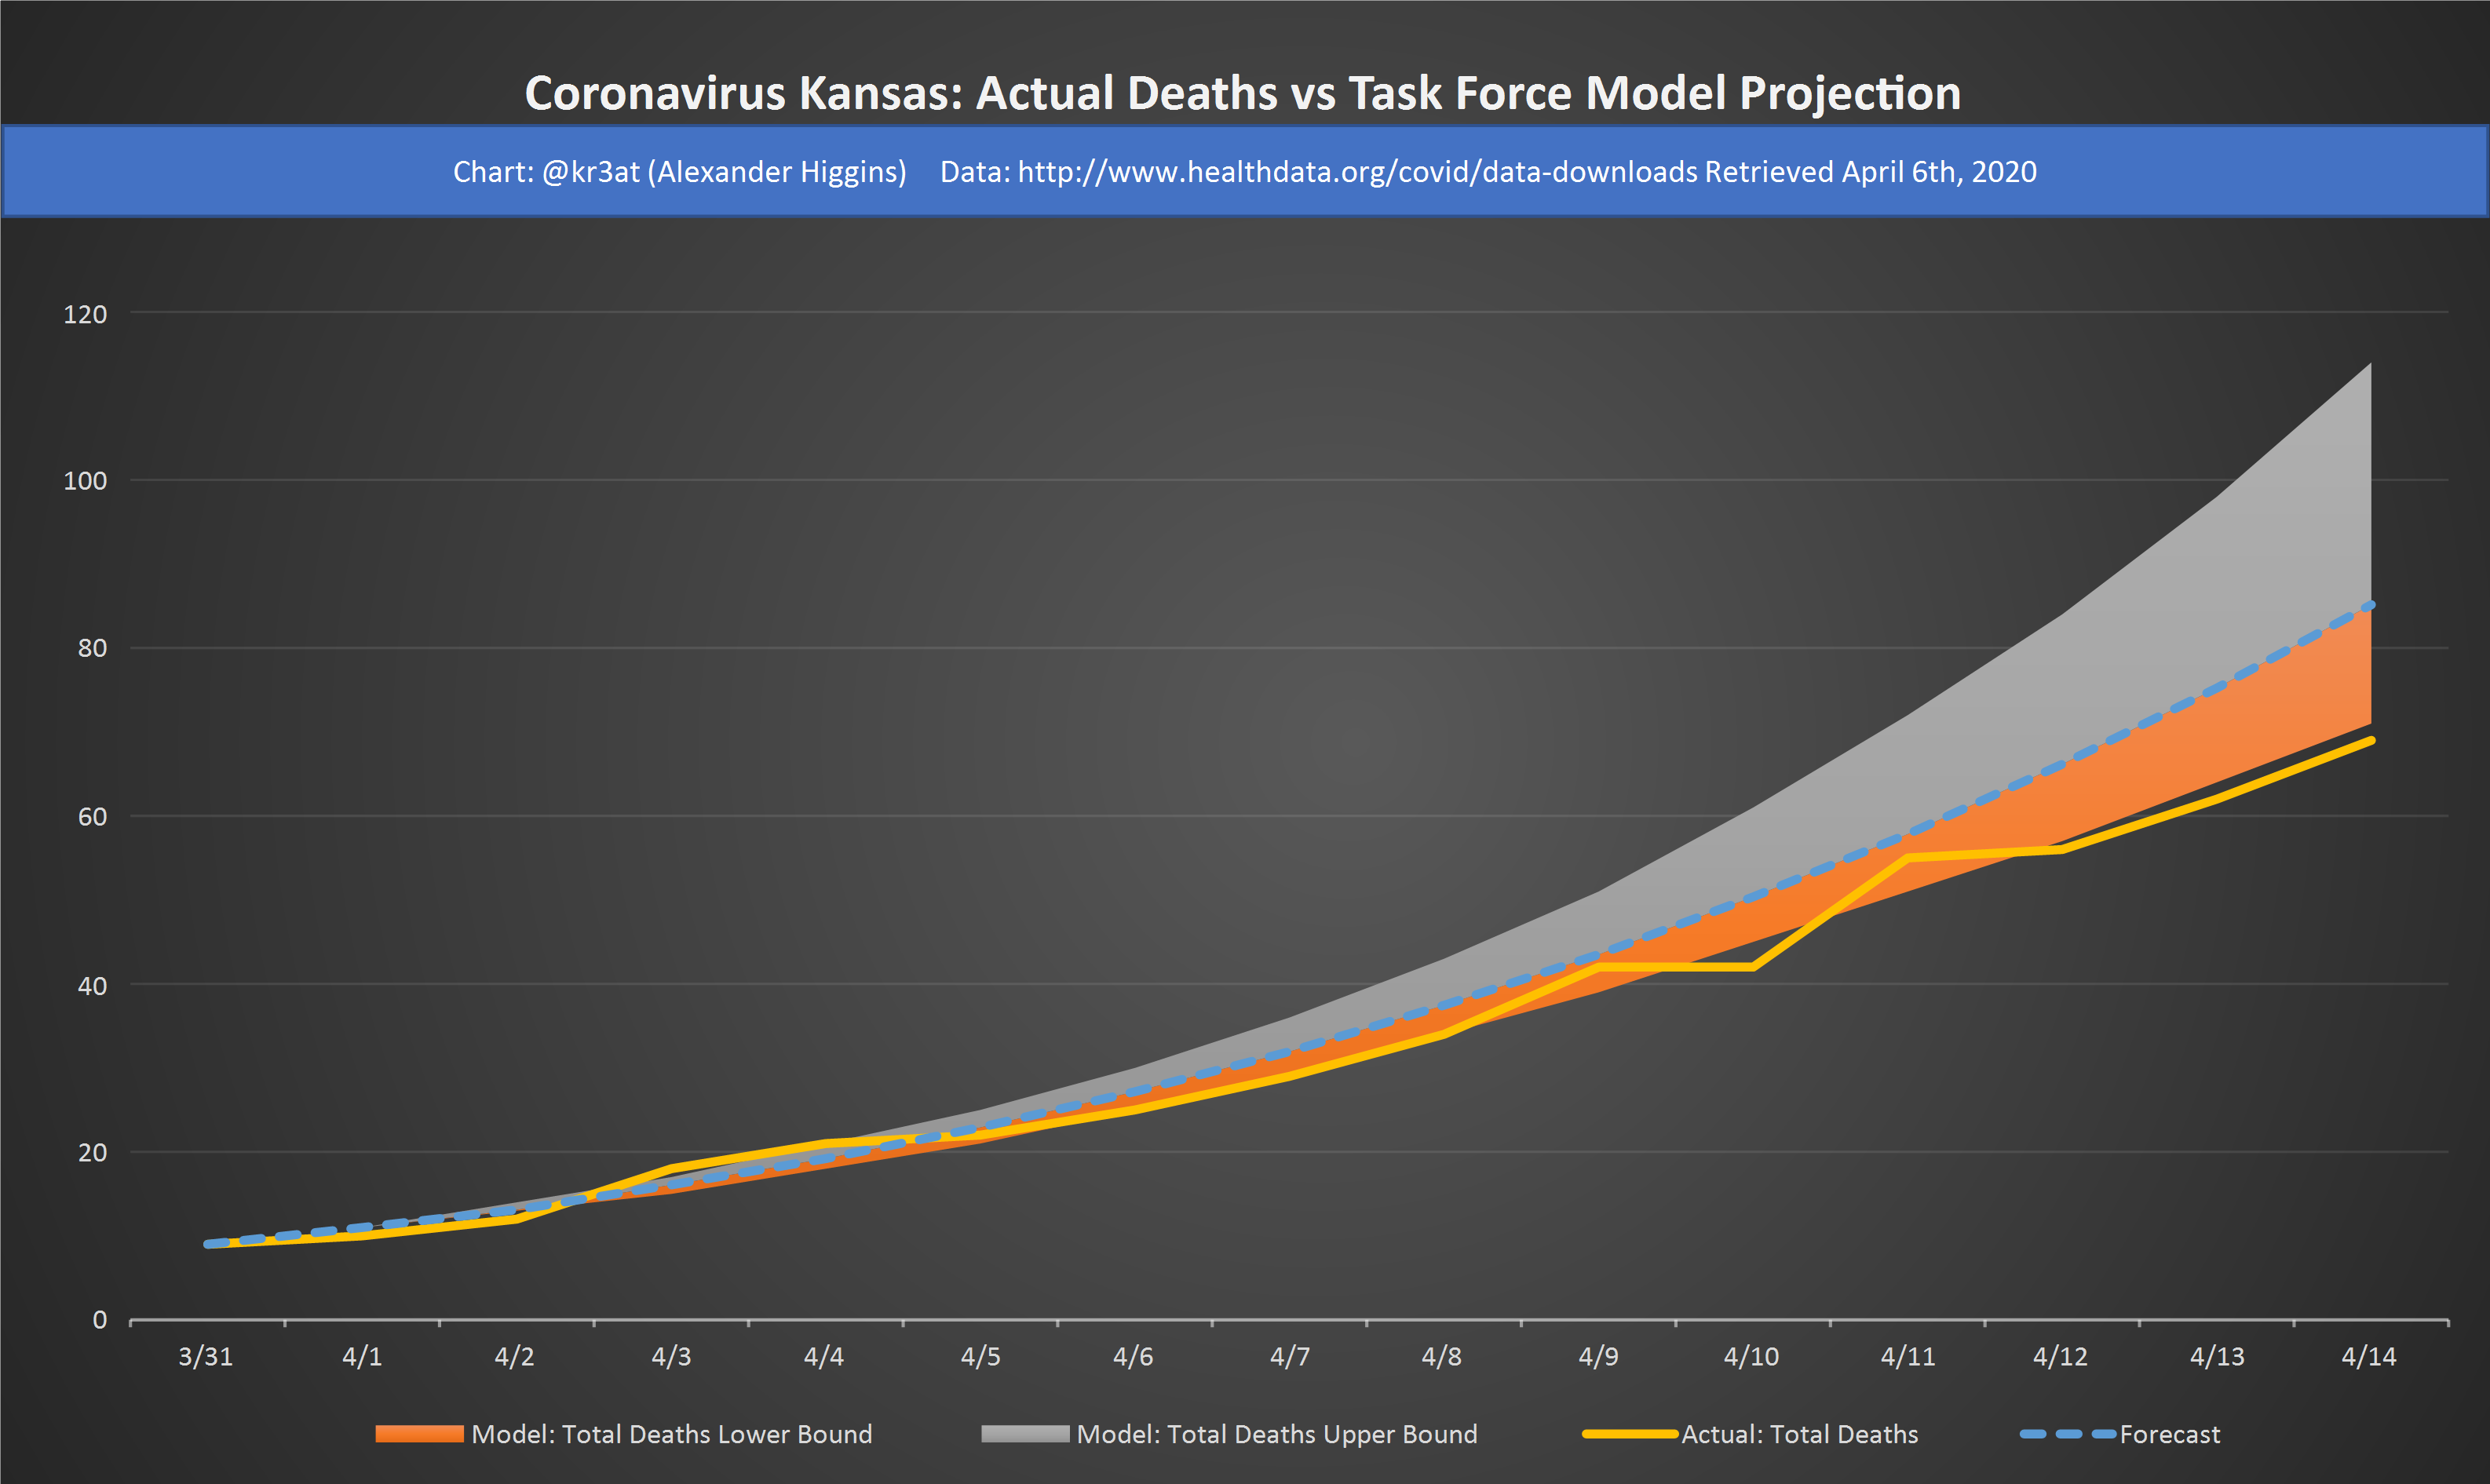 Coronavirus Kansas: Actual Deaths vs Task Force Model Projection
Chart: @kr3at (Alexander Higgins) Data: http://www.healthdata.org/covid/data-downloads Retrieved April 6th, 2020
120
100
80
60
40
20
0
3/31 4/1 4/2 4/3 4/4 4/5 4/6 4/7 4/8 4/9 4/10 4/11 4/12 4/13 4/14
Model: Total Deaths Lower Bound Model: Total Deaths Upper Bound Actual: Total Deaths Forecast